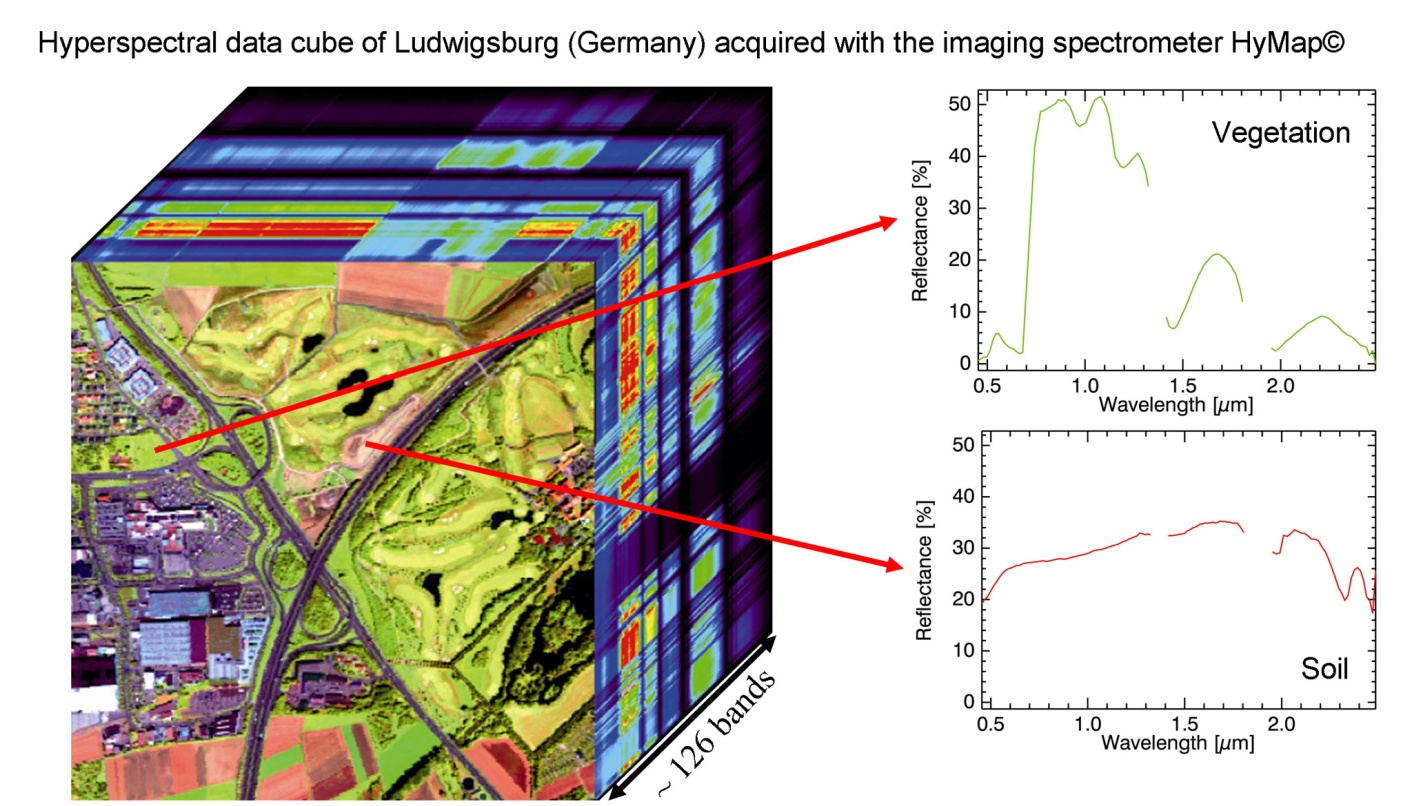 Hyperspectral data cube of Ludwigsburg (Germany) acquired with the imaging spectrometer HyMap©
~ 126 bands
Vegetation
Reflectance [%]
50
40
30
20
10
0
0.5 1.0 1.5 2.0
Wavelength [µm]
Soil
Reflectance [%]
50
40
30
20
10
0
0.5 1.0 1.5 2.0
Wavelength [µm]